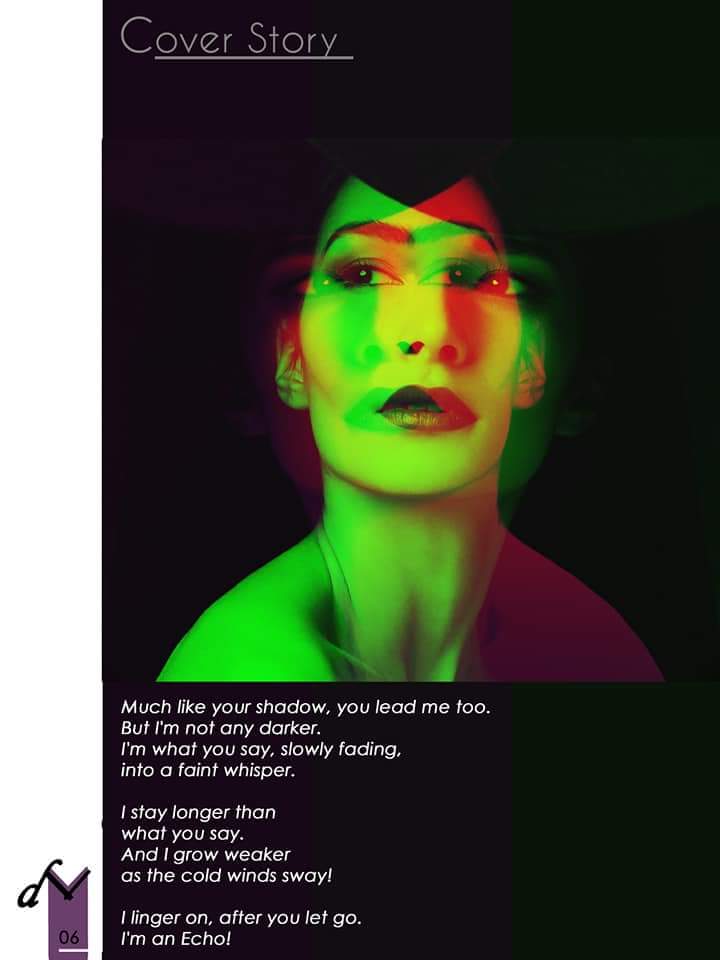 Cover Story
Much like your shadow, you lead me too.
But I'm not any darker.
I'm what you say, slowly fading,
into a faint whisper.
I stay longer than
what you say.
And I grow weaker
as the cold winds sway!
I linger on, after you let go.
I'm an Echo!
06